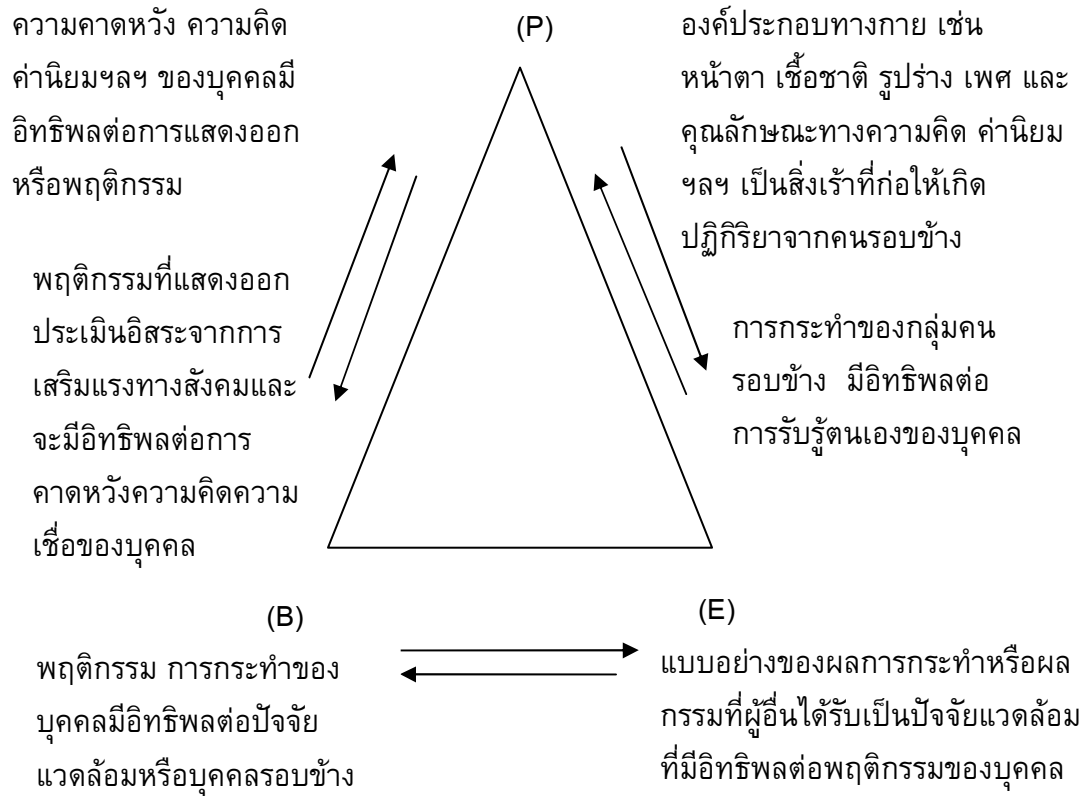 ความคาดหวัง ความคิด
ค่านิยมฯลฯ ของบุคคลมี
อิทธิพลต่อการแสดงออก
หรือพฤติกรรม
(P)
องค์ประกอบทางกาย เช่น
หน้าตา เชื้อชาติ รูปร่าง เพศ และ
คุณลักษณะทางความคิด ค่านิยม
ฯลฯ เป็นสิ่งเร้าที่ก่อให้เกิด
ปฏิกิริยาจากคนรอบข้าง
พฤติกรรมที่แสดงออก
ประเมินอิสระจากการ
เสริมแรงทางสังคมและ
จะมีอิทธิพลต่อการ
คาดหวังความคิดความ
เชื่อของบุคคล
การกระทำของกลุ่มคน
รอบข้าง มีอิทธิพลต่อ
การรับรู้ตนเองของบุคคล
(B)
พฤติกรรม การกระทำของ
บุคคลมีอิทธิพลต่อปัจจัย
แวดล้อมหรือบุคคลรอบข้าง
(E)
แบบอย่างของผลการกระทำหรือผล
กรรมที่ผู้อื่นได้รับเป็นปัจจัยแวดล้อม
ที่มีอิทธิพลต่อพฤติกรรมของบุคคล